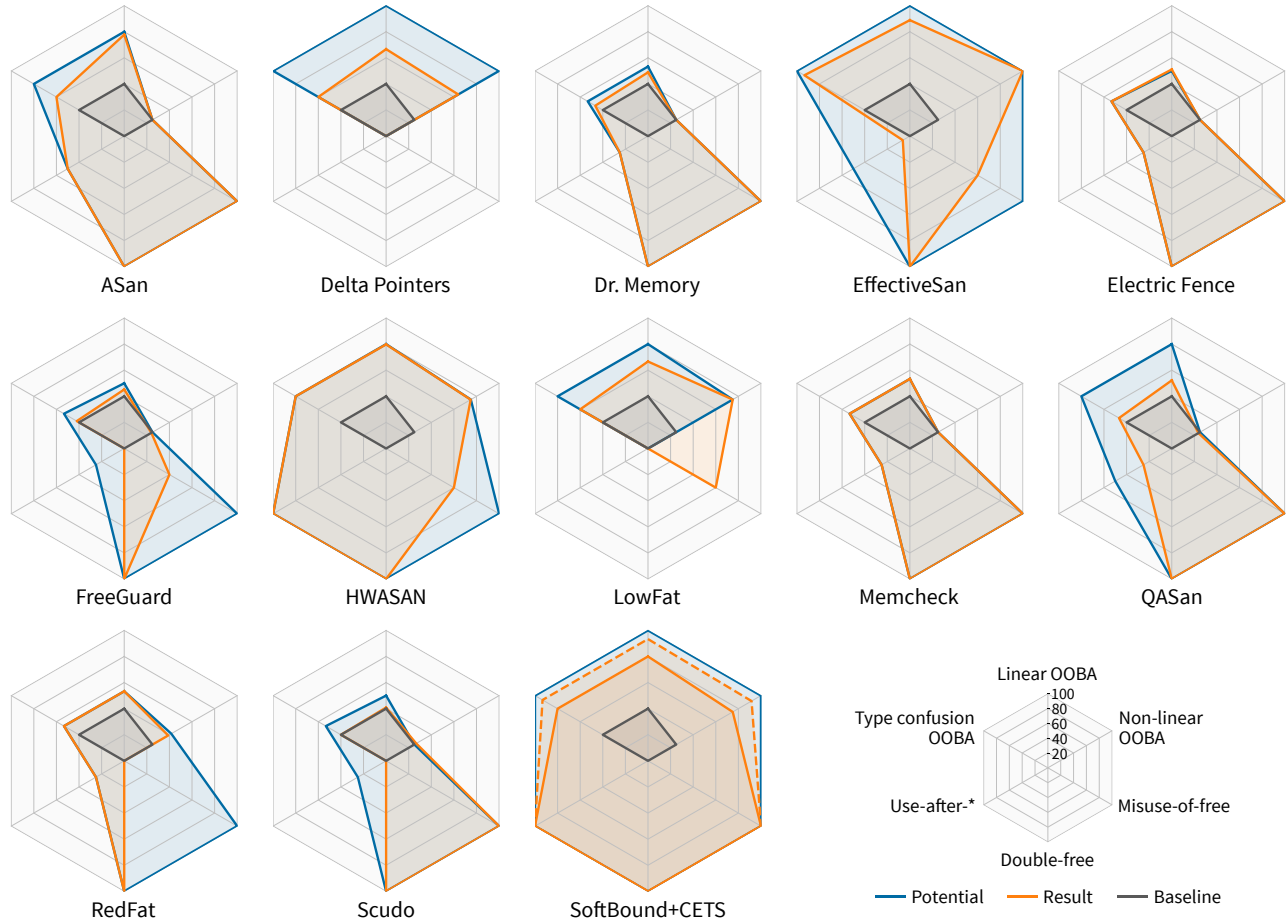 ASan
Delta Pointers
Dr. Memory
EffectiveSan
Electric Fence
FreeGuard
HWASAN
LowFat
Memcheck
QASan
RedFat
Scudo
SoftBound+CETS
Linear OOBA
100
80
60
40
20
Type confusion
OOBA
Non-linear
OOBA
Use-after-*
Misuse-of-free
Double-free
Potential
Result
Baseline